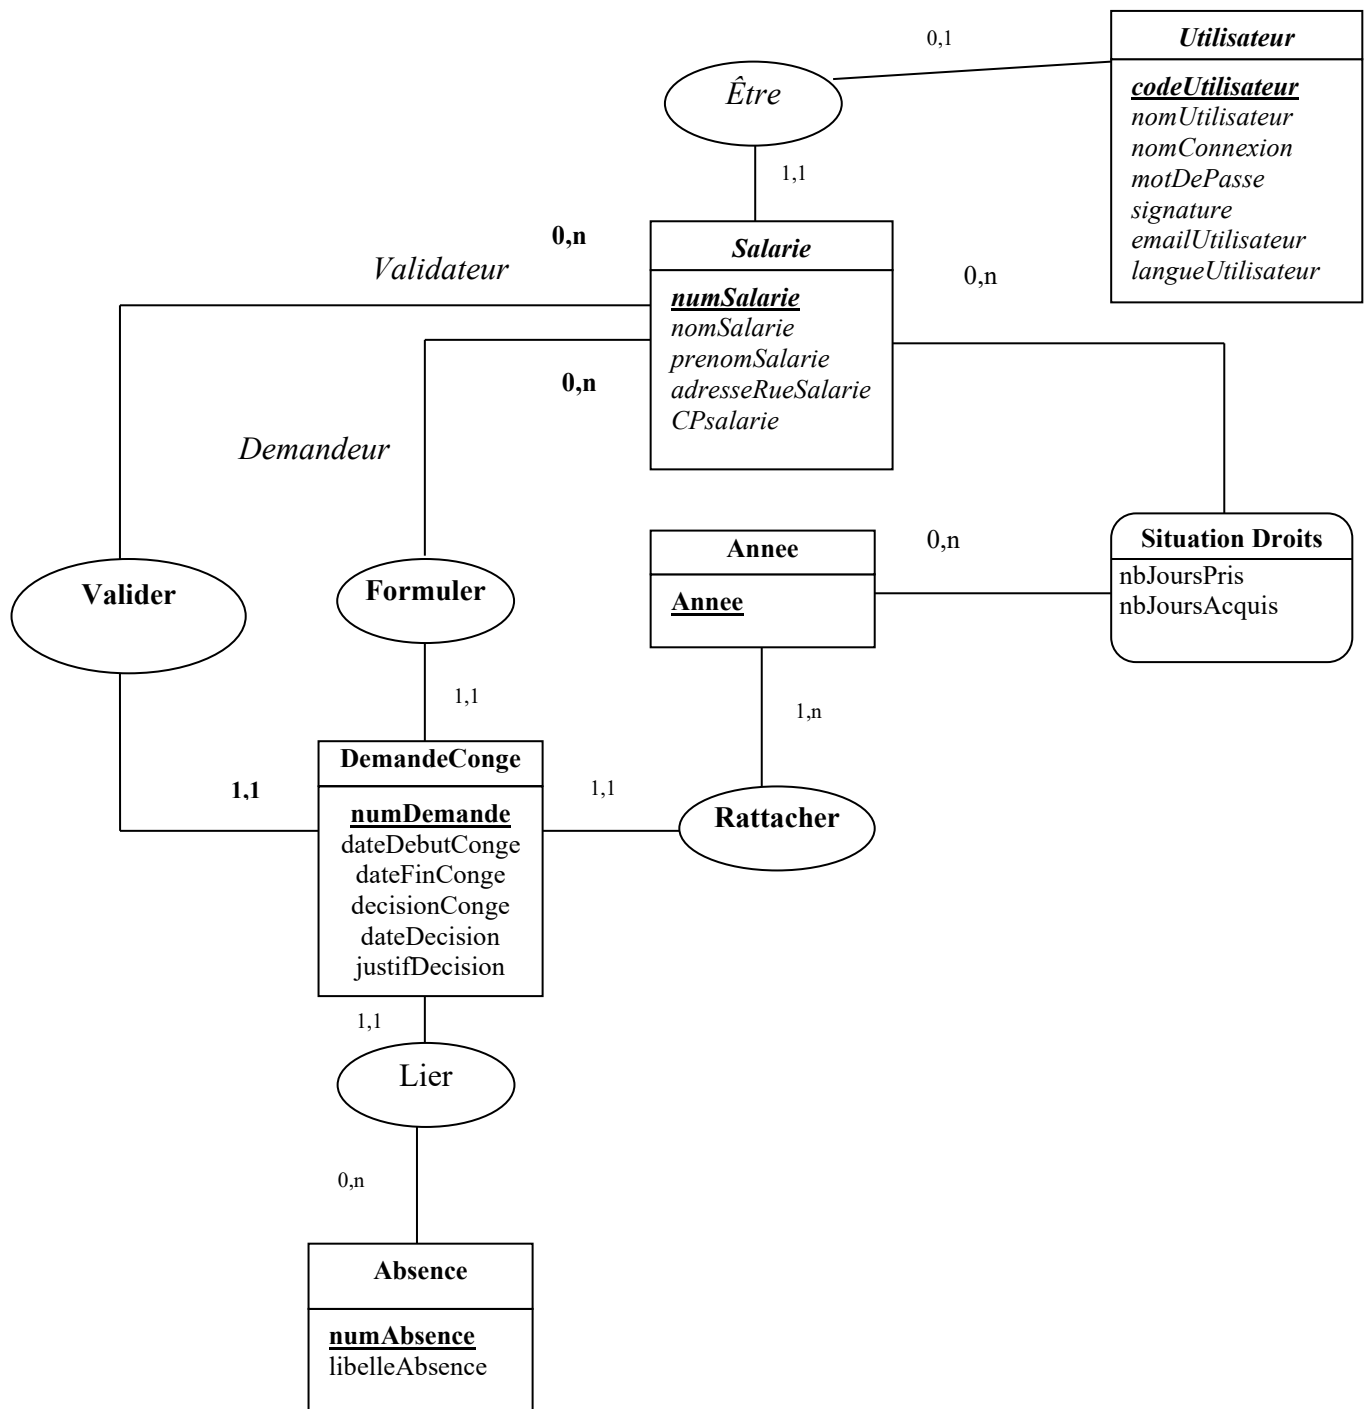 0,1
Utilisateur
codeUtilisateur
nomUtilisateur
nomConnexion
motDePasse
signature
emailUtilisateur
langueUtilisateur
Être
1,1
0,n
Validateur
Salarie
numSalarie
nomSalarie
prenomSalarie
adresseRueSalarie
CPsalarie
0,n
0,n
Demandeur
Valider
Formuler
Annee
Annee
0,n
Situation Droits
nbJoursPris
nbJoursAcquis
1,1
1,n
1,1
DemandeConge
numDemande
dateDebutConge
dateFinConge
decisionConge
dateDecision
justifDecision
1,1
Rattacher
1,1
Lier
0,n
Absence
numAbsence
libelleAbsence